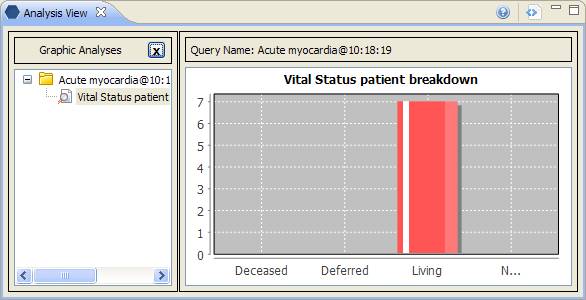 Analysis View
Graphic Analyses
x
Query Name: Acute myocardia@10:18:19
Acute myocardia@10:1
Vital Status patient
Vital Status patient breakdown
7
6
5
4
3
2
1
0
Deceased
Deferred
Living
N...